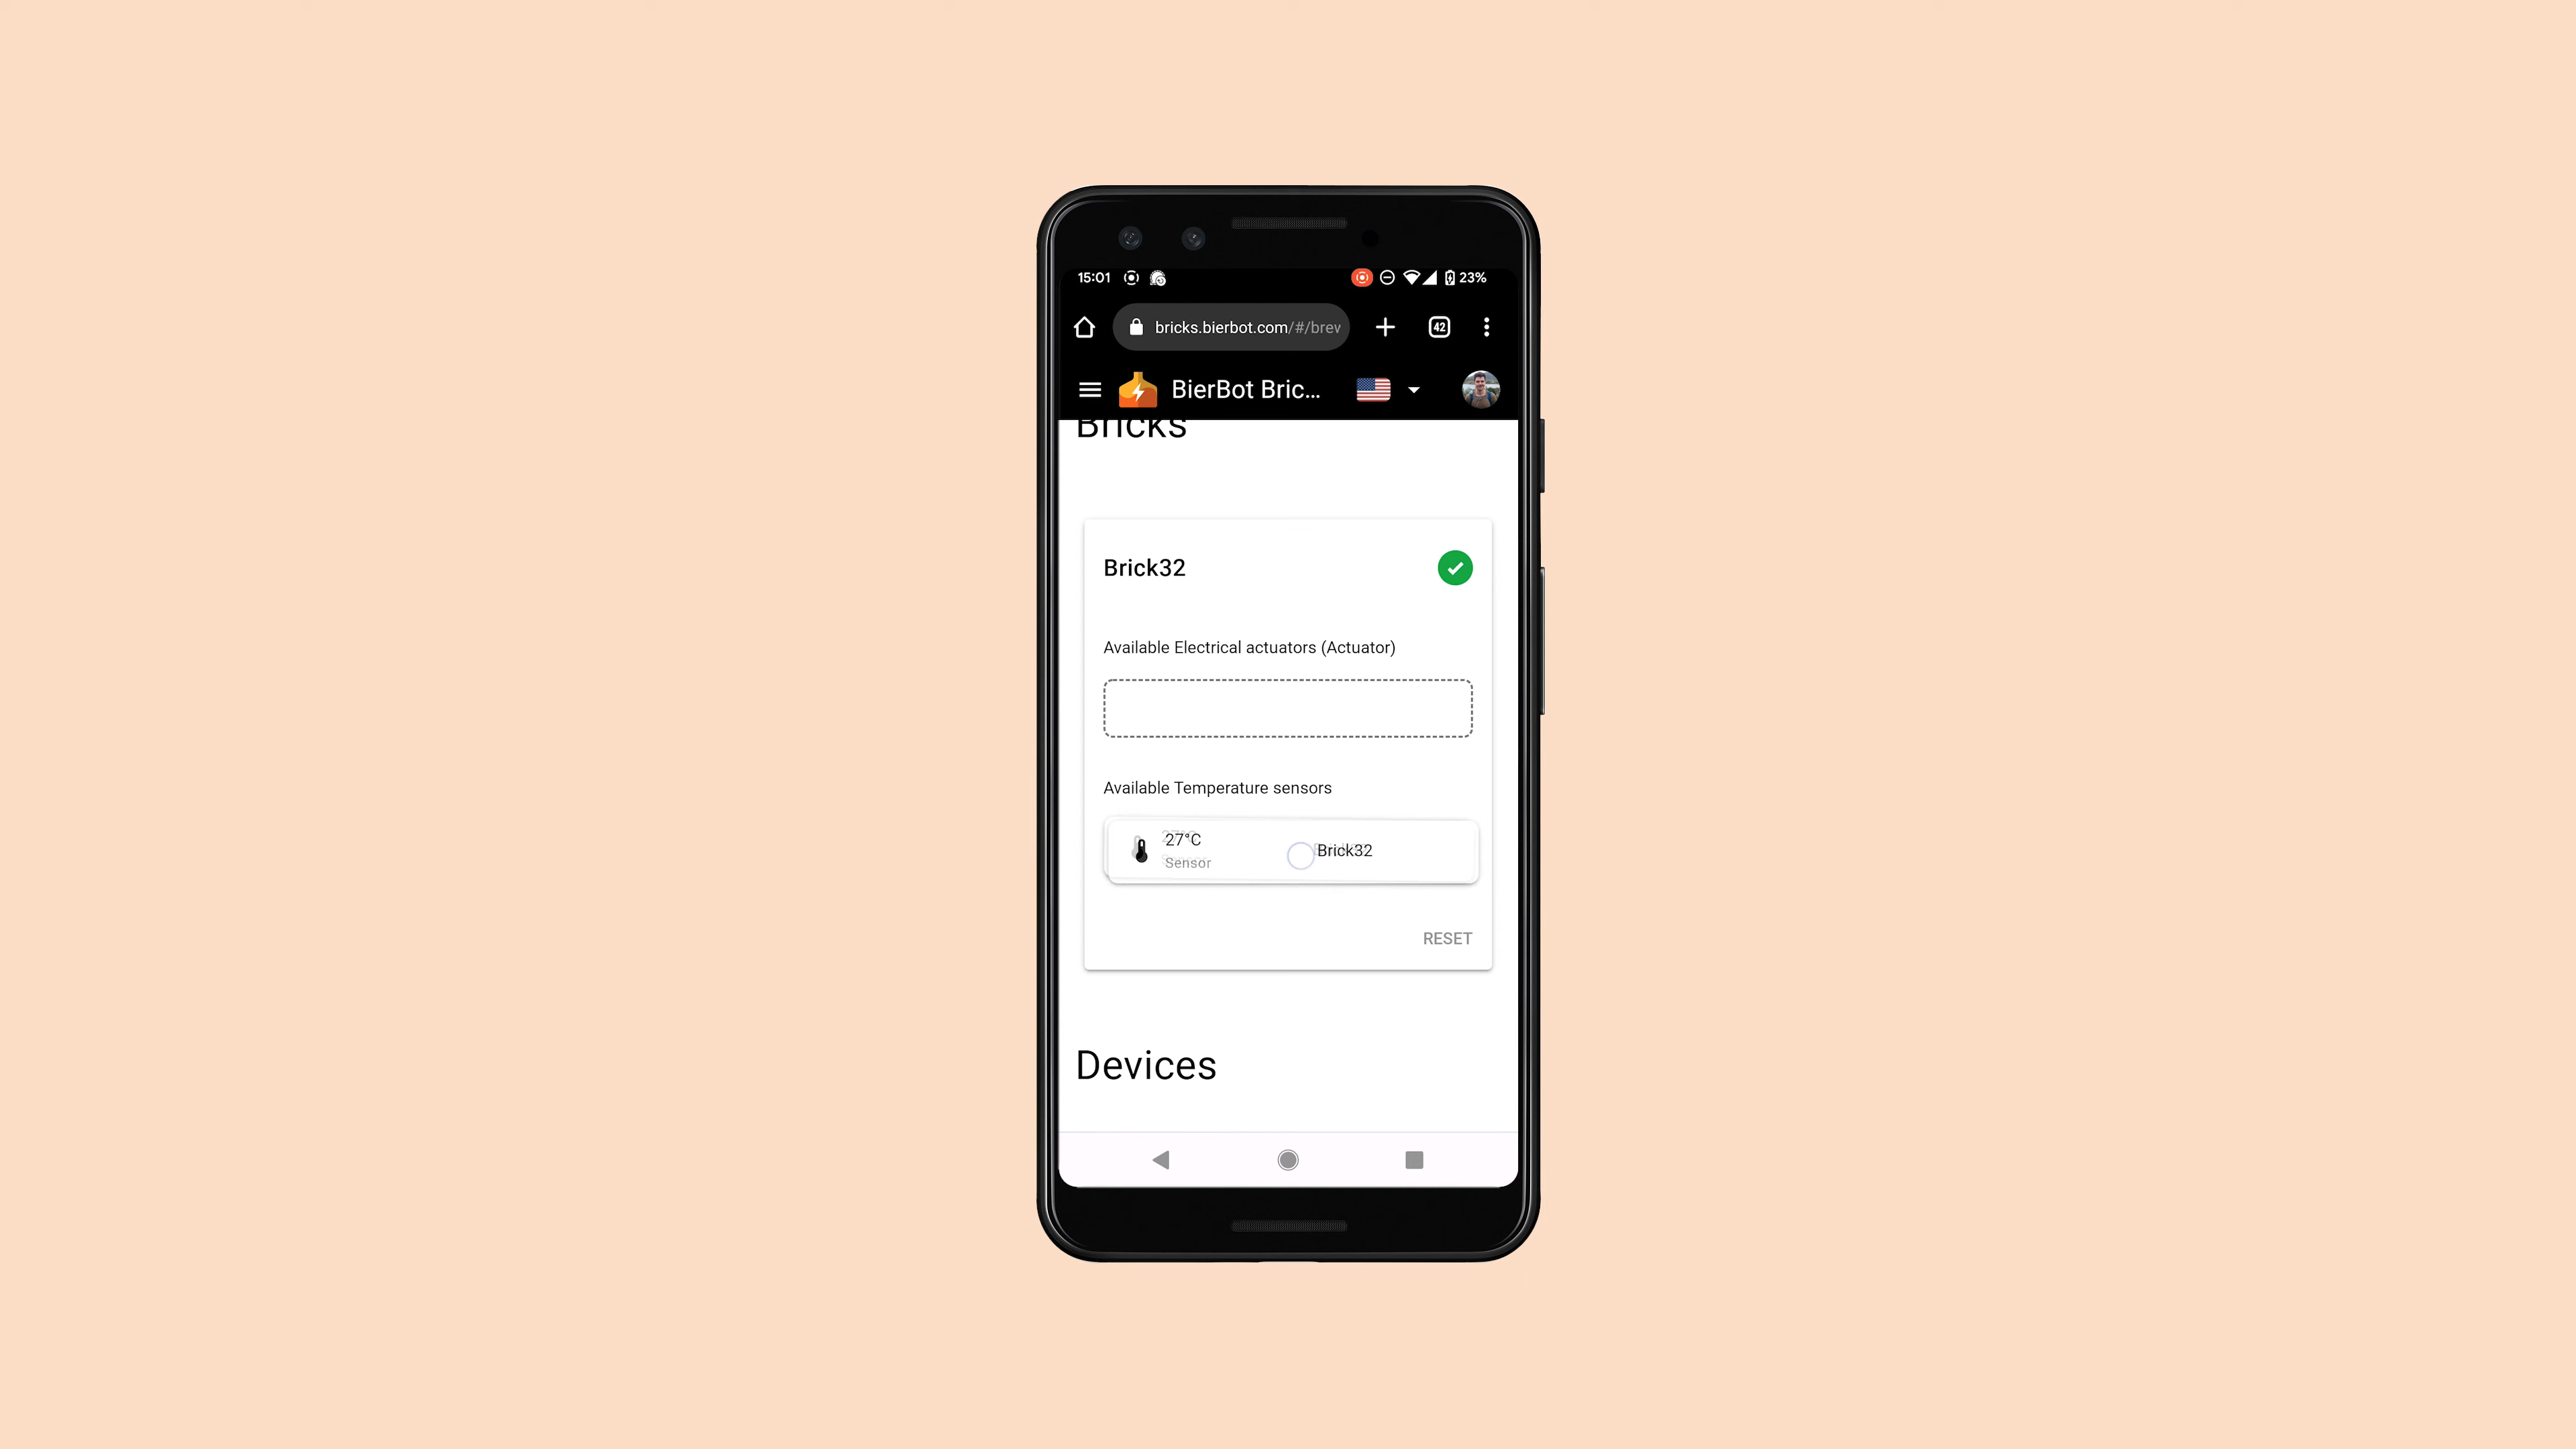 15:01 23%
bricks.bierbot.com/#/brew 42
BierBot Bric...
Bricks
Brick32
Available Electrical actuators (Actuator)
Available Temperature sensors
27°C
Brick32
Sensor
RESET
Devices